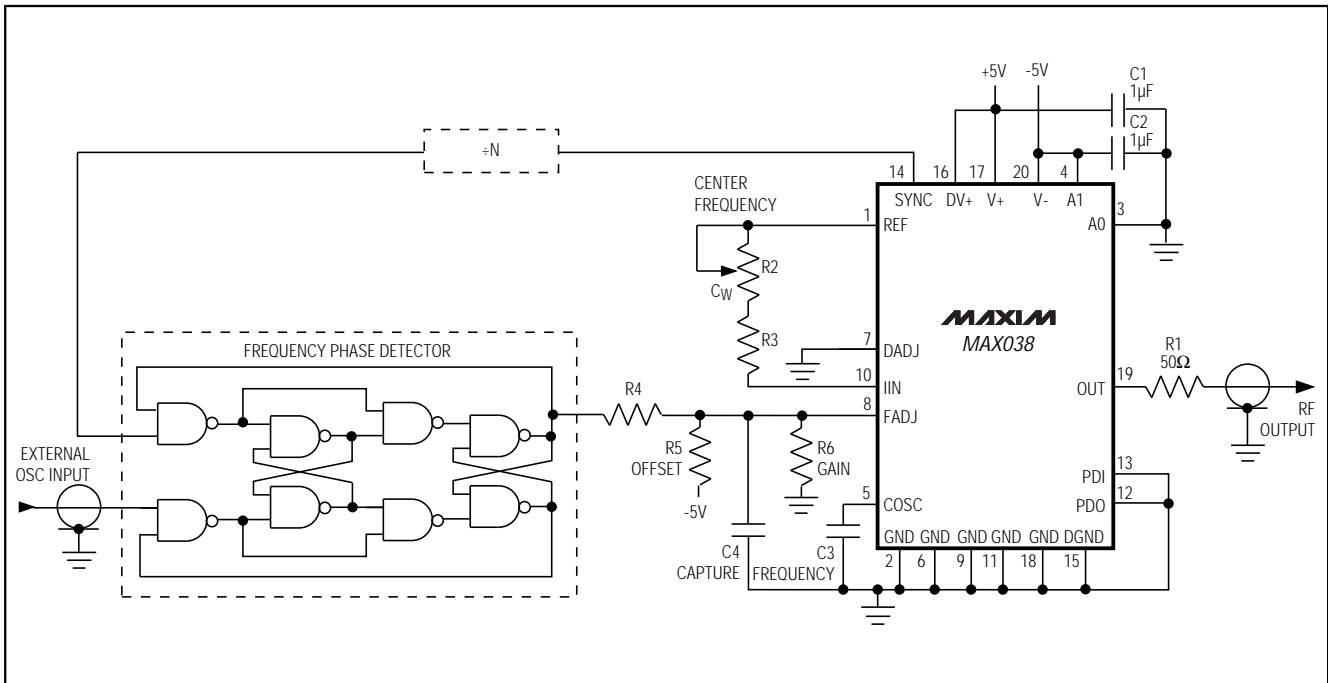 +5V
-5V
C1
1µF
C2
1µF
÷N
14
16
17
20
4
SYNC
DV+
V+
V-
A1
CENTER
FREQUENCY
1
REF
3
A0
R2
CW
R3
MAXIM
MAX038
7
DADJ
10
IIN
8
FADJ
R1
50Ω
19
OUT
RF
OUTPUT
FREQUENCY PHASE DETECTOR
R4
EXTERNAL
OSC INPUT
R5
OFFSET
-5V
R6
GAIN
13
PDI
12
PDO
5
COSC
C4
CAPTURE
C3
FREQUENCY
GND
GND
GND
GND
GND
DGND
2
6
9
11
18
15